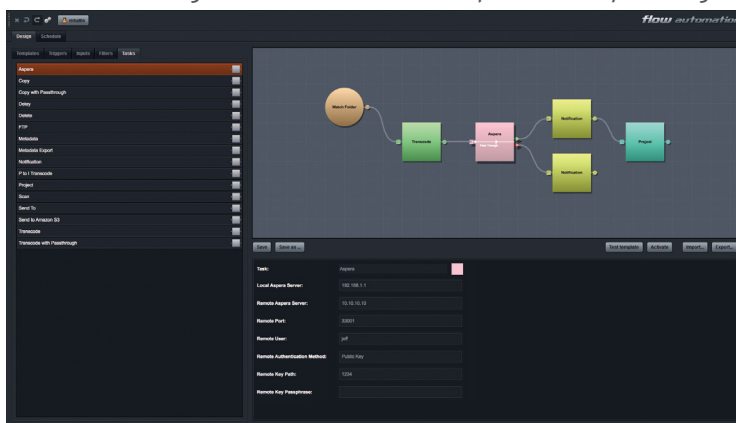 flow automation
Design Schedule
Templates Triggers Inputs Filters Tasks
Aspera
Copy
Copy with Passthrough
Delay
Delete
FTP
Metadata
Metadata Export
Notification
P to I Transcode
Project
Scan
Send To
Send to Amazon S3
Transcode
Transcode with Passthrough
Watch Folder
Transcode
Aspera
Notification
Notification
Project
Save Save as ... Test template Activate Import... Export...
Task: Aspera
Local Aspera Server: 192.168.1.1
Remote Aspera Server: 10.10.10.10
Remote Port: 33001
Remote User: jeff
Remote Authentication Method: Public Key
Remote Key Path: 1234
Remote Key Passphrase: